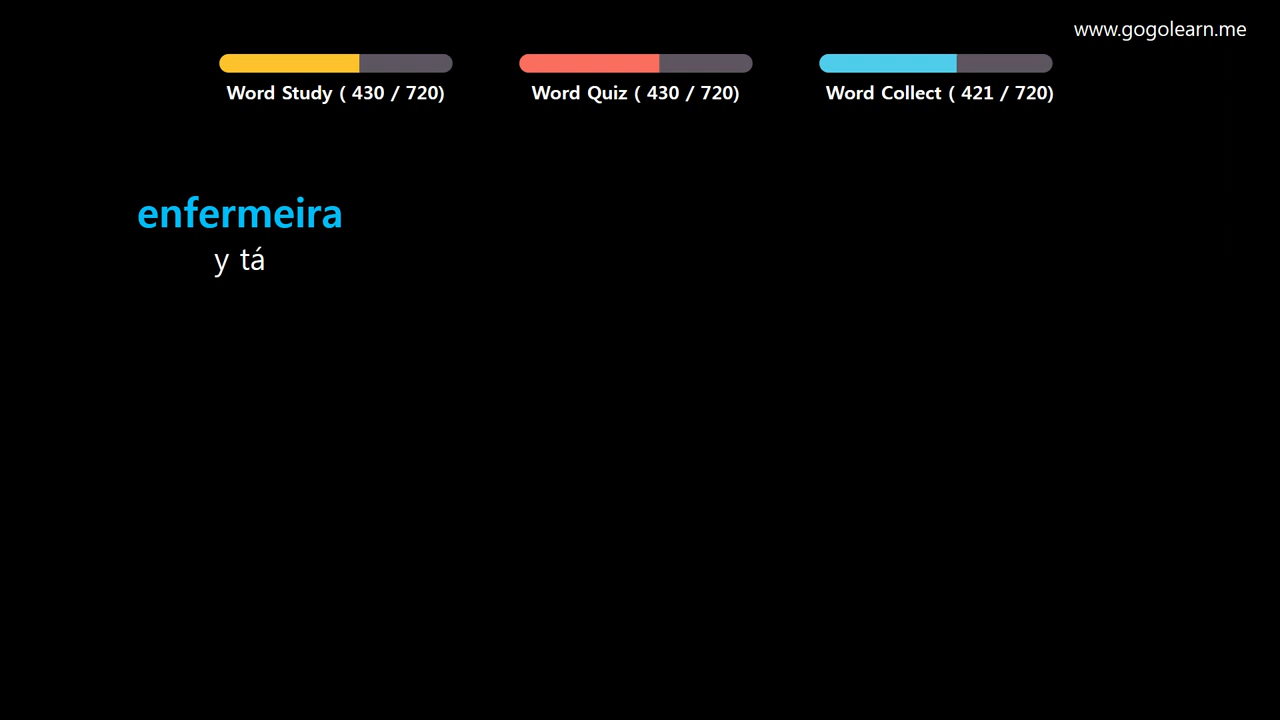 www.gogolearn.me
Word Study ( 430 / 720)
Word Quiz ( 430 / 720)
Word Collect ( 421 / 720)
enfermeira
y tá